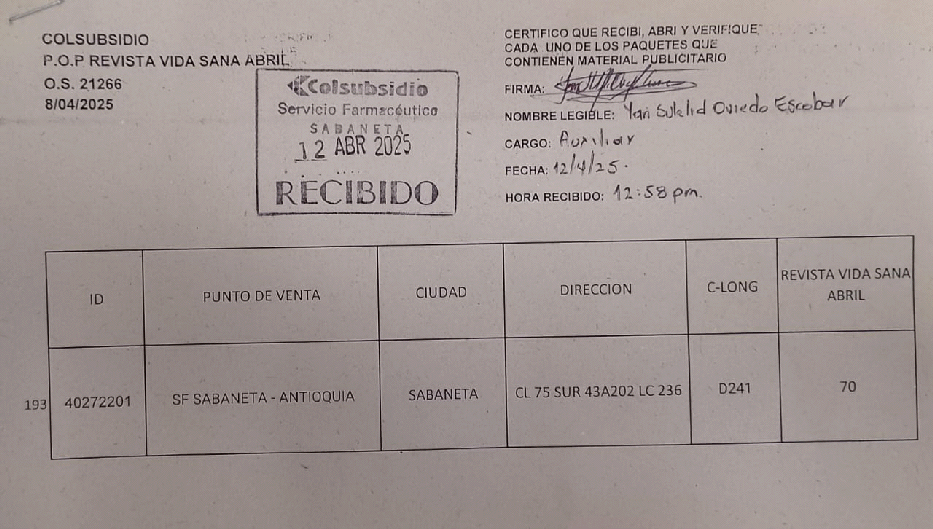 COLSUBSIDIO
P.O.P REVISTA VIDA SANA ABRIL
O.S. 21266
8/04/2025
Colsubsidio
Servicio Farmacéutico
SABANETA
12 ABR 2025
RECIBIDO
CERTIFICO QUE RECIBI, ABRI Y VERIFIQUE,
CADA UNO DE LOS PAQUETES QUE
CONTIENEN MATERIAL PUBLICITARIO
FIRMA:
NOMBRE LEGIBLE: Oviedo Escobar
CARGO: Auxiliar
FECHA: 12/4/25.
HORA RECIBIDO: 12:58 pm.
ID PUNTO DE VENTA CIUDAD DIRECCION C-LONG REVISTA VIDA SANA
ABRIL
193 40272201 SF SABANETA - ANTIOQUIA SABANETA CL 75 SUR 43A202 LC 236 D241 70